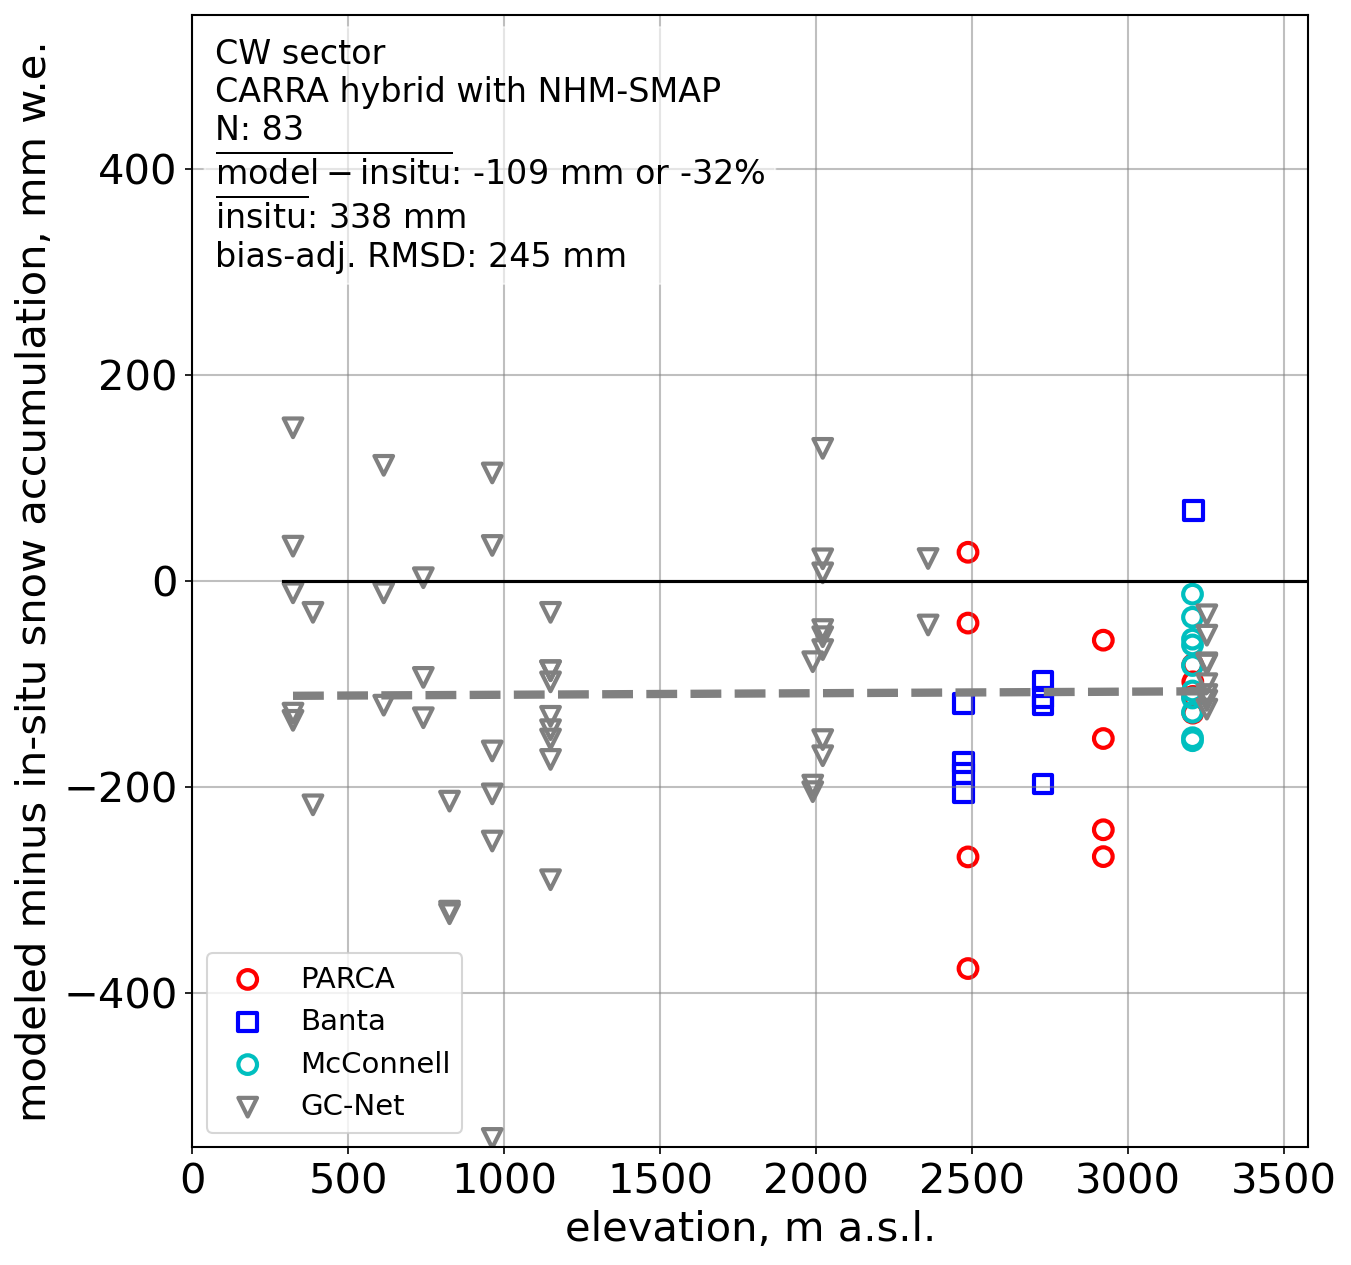 modeled minus in-situ snow accumulation, mm w.e.
CW sector
CARRA hybrid with NHM-SMAP
N: 83
model − insitu: -109 mm or -32%
insitu: 338 mm
bias-adj. RMSD: 245 mm
400
200
0
−200
−400
PARCA
Banta
McConnell
GC-Net
0 500 1000 1500 2000 2500 3000 3500
elevation, m a.s.l.